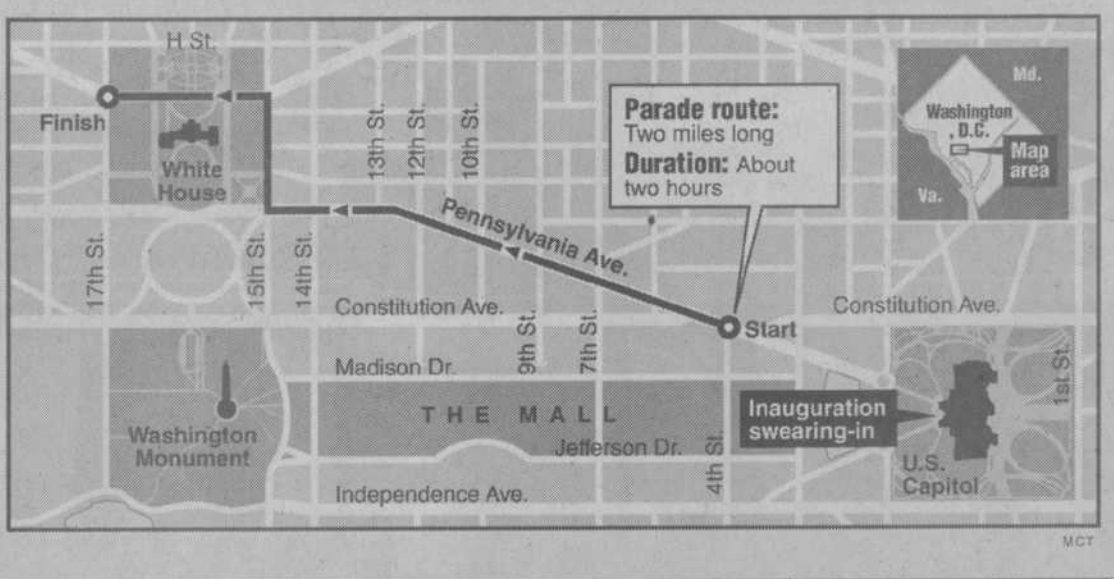 H St.
Finish
White
House
17th St.
15th St.
14th St.
13th St.
12th St.
10th St.
Parade route:
Two miles long
Duration: About
two hours
Md.
Washington
, D.C.
Map
area
Va.
Pennsylvania Ave.
Constitution Ave.
Constitution Ave.
Start
9th St.
7th St.
Madison Dr.
THE MALL
Washington
Monument
Jefferson Dr.
4th St.
Independence Ave.
Inauguration
swearing-in
U.S.
Capitol
1st St.
MCT